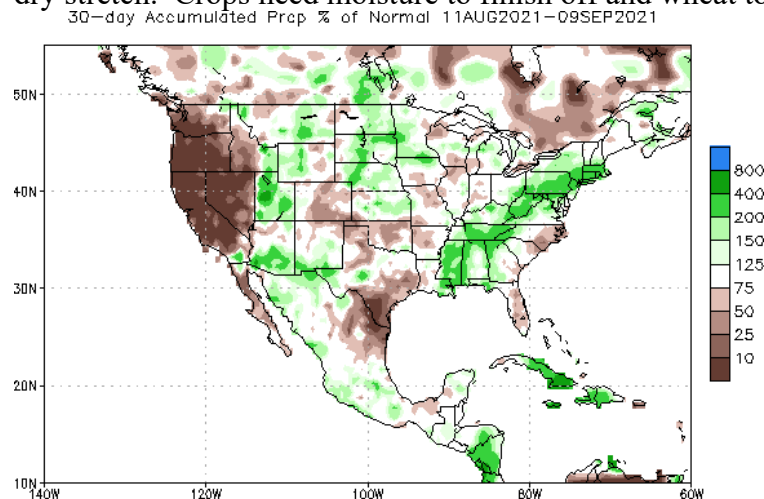 dry stretch. Crops need moisture to finish off and wheat to
30-day Accumulated Prcp % of Normal 11AUG2021-09SEP2021
50N
40N
30N
20N
10N
140W 120W 100W 80W 60W
800
400
200
150
125
75
50
25
10